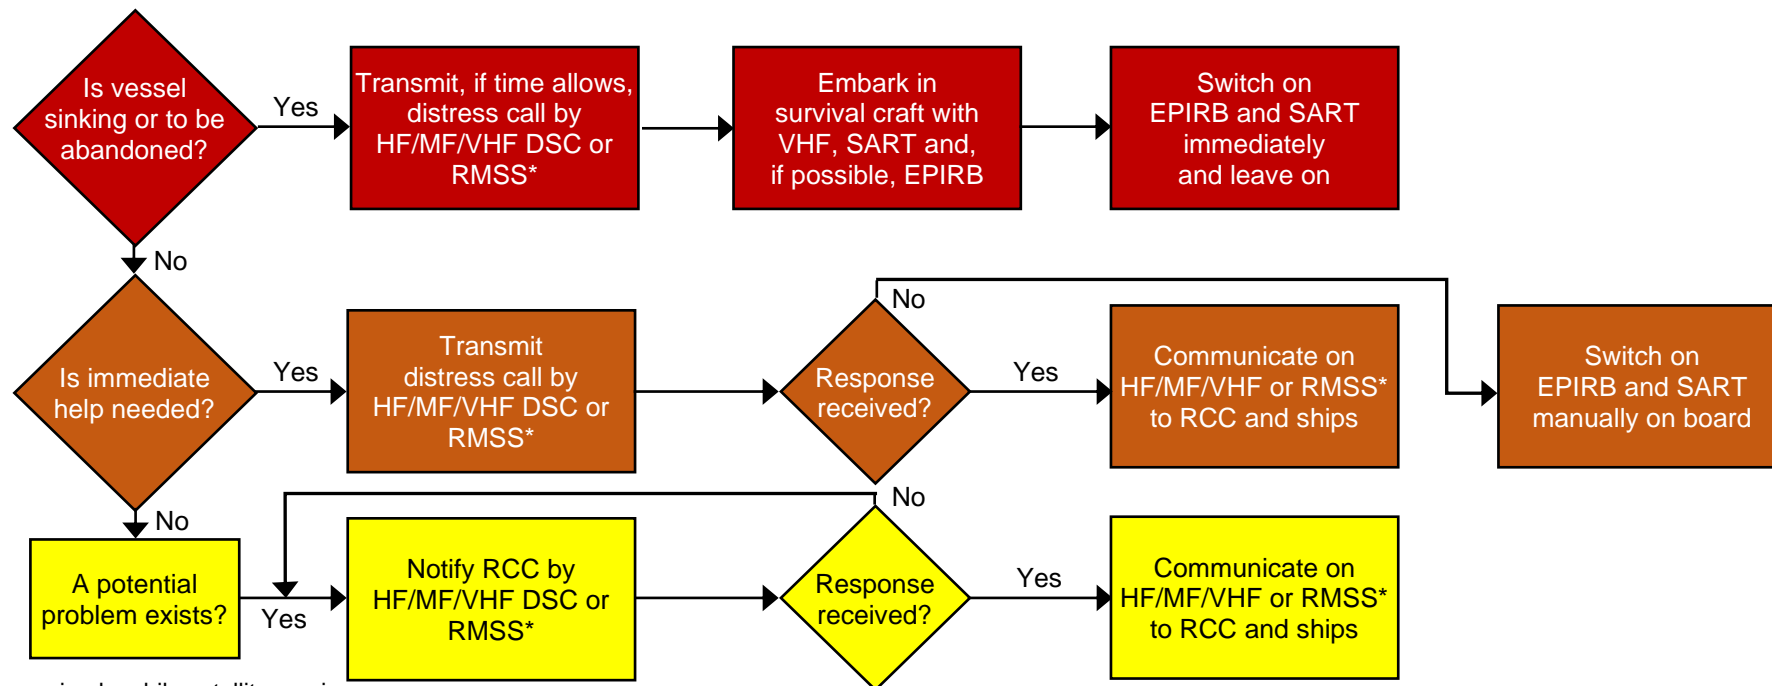 Is vessel
sinking or to be
abandoned?
Yes
Transmit, if time allows,
distress call by
HF/MF/VHF DSC or
RMSS*
Embark in
survival craft with
VHF, SART and,
if possible, EPIRB
Switch on
EPIRB and SART
immediately
and leave on
No
Is immediate
help needed?
Yes
Transmit
distress call by
HF/MF/VHF DSC or
RMSS*
Response
received?
No
Yes
Communicate on
HF/MF/VHF or RMSS*
to RCC and ships
Switch on
EPIRB and SART
manually on board
No
A potential
problem exists?
Yes
Notify RCC by
HF/MF/VHF DSC or
RMSS*
Response
received?
No
Yes
Communicate on
HF/MF/VHF or RMSS*
to RCC and ships